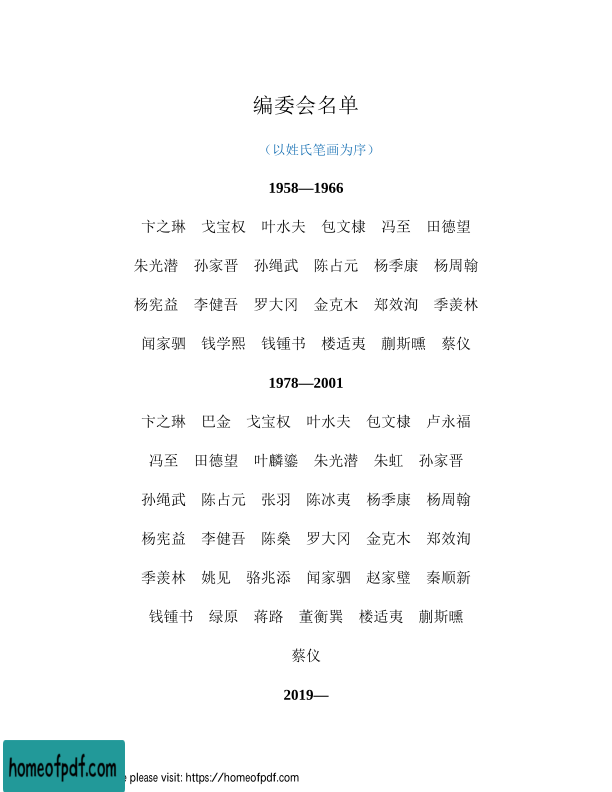 编委会名单
（以姓氏笔画为序）
1958—1966
卞之琳　戈宝权　叶水夫　包文棣　冯至　田德望
朱光潜　孙家晋　孙绳武　陈占元　杨季康　杨周翰
杨宪益　李健吾　罗大冈　金克木　郑效洵　季羡林
闻家驷　钱学熙　钱锺书　楼适夷　蒯斯曛　蔡仪
1978—2001
卞之琳　巴金　戈宝权　叶水夫　包文棣　卢永福
冯至　田德望　叶麟鎏　朱光潜　朱虹　孙家晋
孙绳武　陈占元　张羽　陈冰夷　杨季康　杨周翰
杨宪益　李健吾　陈燊　罗大冈　金克木　郑效洵
季羡林　姚见　骆兆添　闻家驷　赵家璧　秦顺新
钱锺书　绿原　蒋路　董衡巽　楼适夷　蒯斯曛
蔡仪
2019—
homeofpdf.com
please visit: https://homeofpdf.com